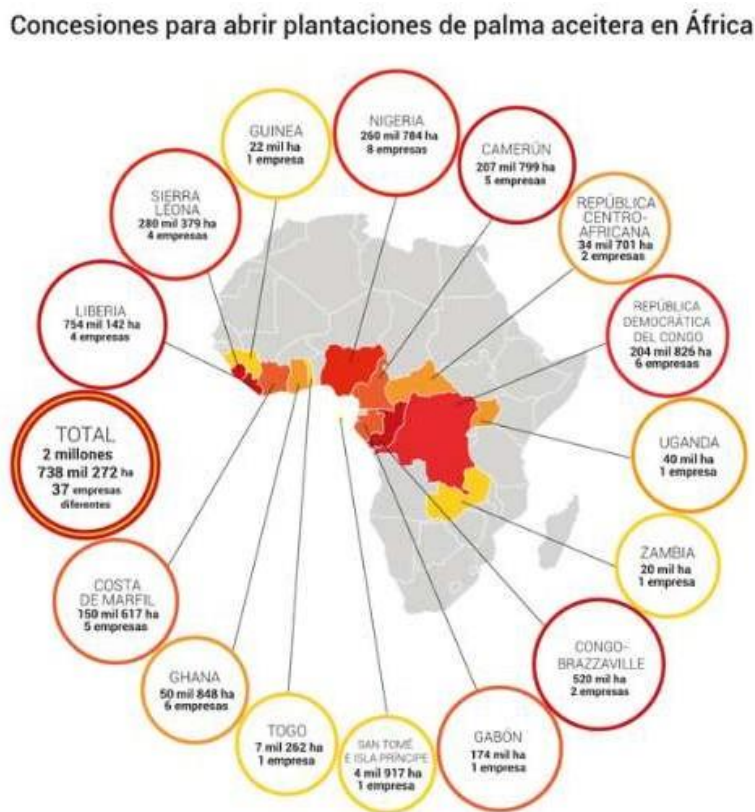 Concesiones para abrir plantaciones de palma aceitera en África
GUINEA
22 mil ha
1 empresa
NIGERIA
260 mil 784 ha
8 empresas
CAMERÚN
207 mil 799 ha
5 empresas
SIERRA
LÉONA
280 mil 379 ha
4 empresas
REPÚBLICA
CENTRO-
AFRICANA
34 mil 701 ha
2 empresas
LIBERIA
754 mil 142 ha
4 empresas
REPÚBLICA
DEMOCRÁTICA
DEL CONGO
204 mil 826 ha
6 empresas
TOTAL
2 millones
738 mil 272 ha
37 empresas
diferentes
UGANDA
40 mil ha
1 empresa
ZAMBIA
20 mil ha
1 empresa
COSTA
DE MARFIL
150 mil 617 ha
5 empresas
CONGO-
BRAZZAVILLE
520 mil ha
2 empresas
GHANA
50 mil 848 ha
6 empresas
TOGO
7 mil 262 ha
1 empresa
SAN TOMÉ
E ISLA PRÍNCIPE
4 mil 917 ha
1 empresa
GABÓN
174 mil ha
1 empresa